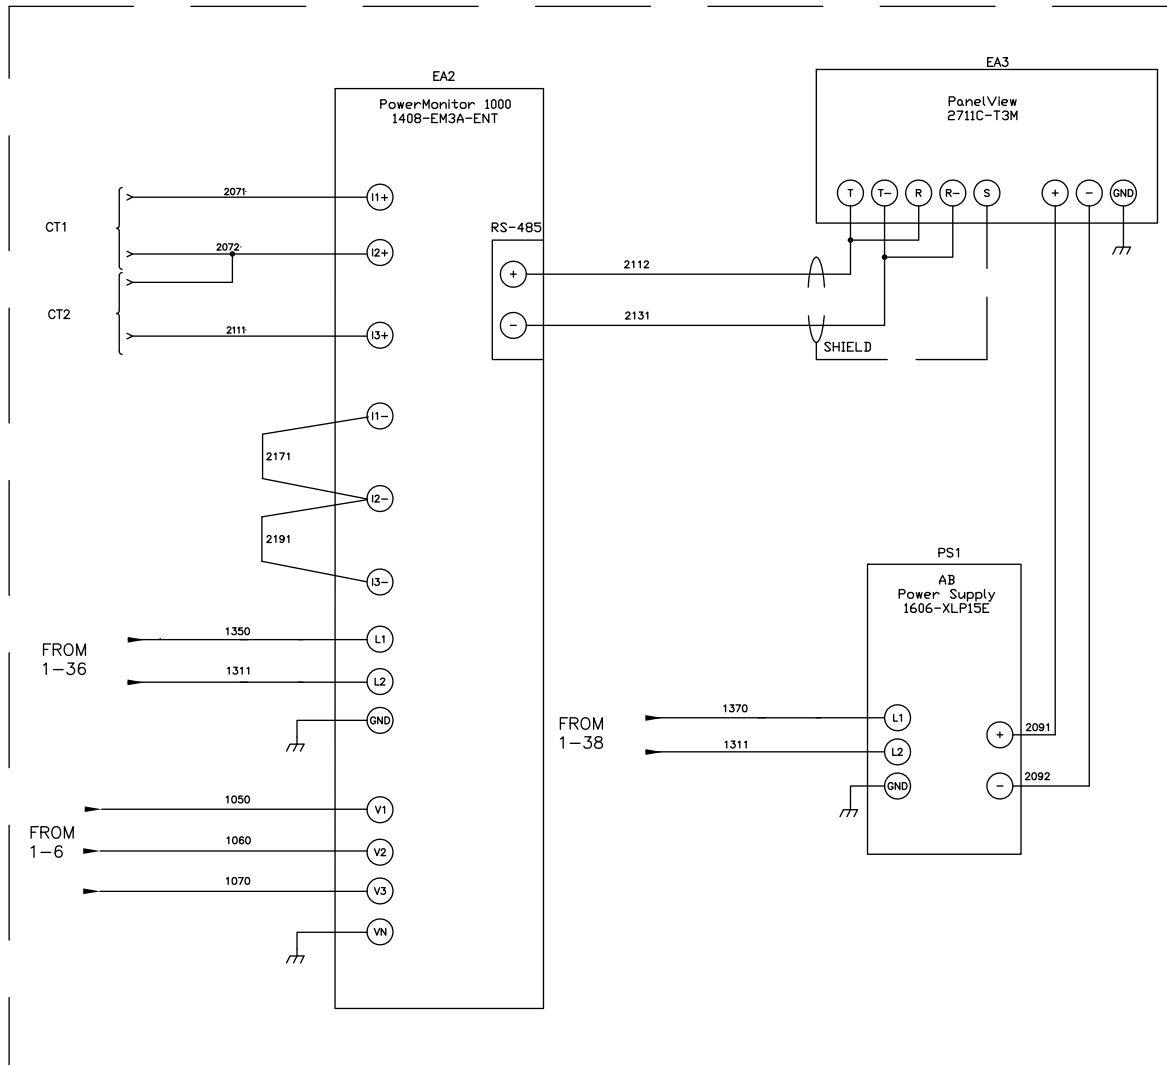 EA2
PowerMonitor 1000
1408-EM3A-ENT
EA3
PanelView
2711C-T3M
T
T-
R
R-
S
+
-
GND
CT1
2071
I1+
2072
I2+
CT2
2111
I3+
RS-485
+
2112
-
2131
SHIELD
I1-
2171
I2-
2191
I3-
FROM
1-36
1350
L1
1311
L2
GND
FROM
1-6
1050
V1
1060
V2
1070
V3
VN
PS1
AB
Power Supply
1606-XLP15E
FROM
1-38
1370
L1
1311
L2
GND
+
2091
-
2092